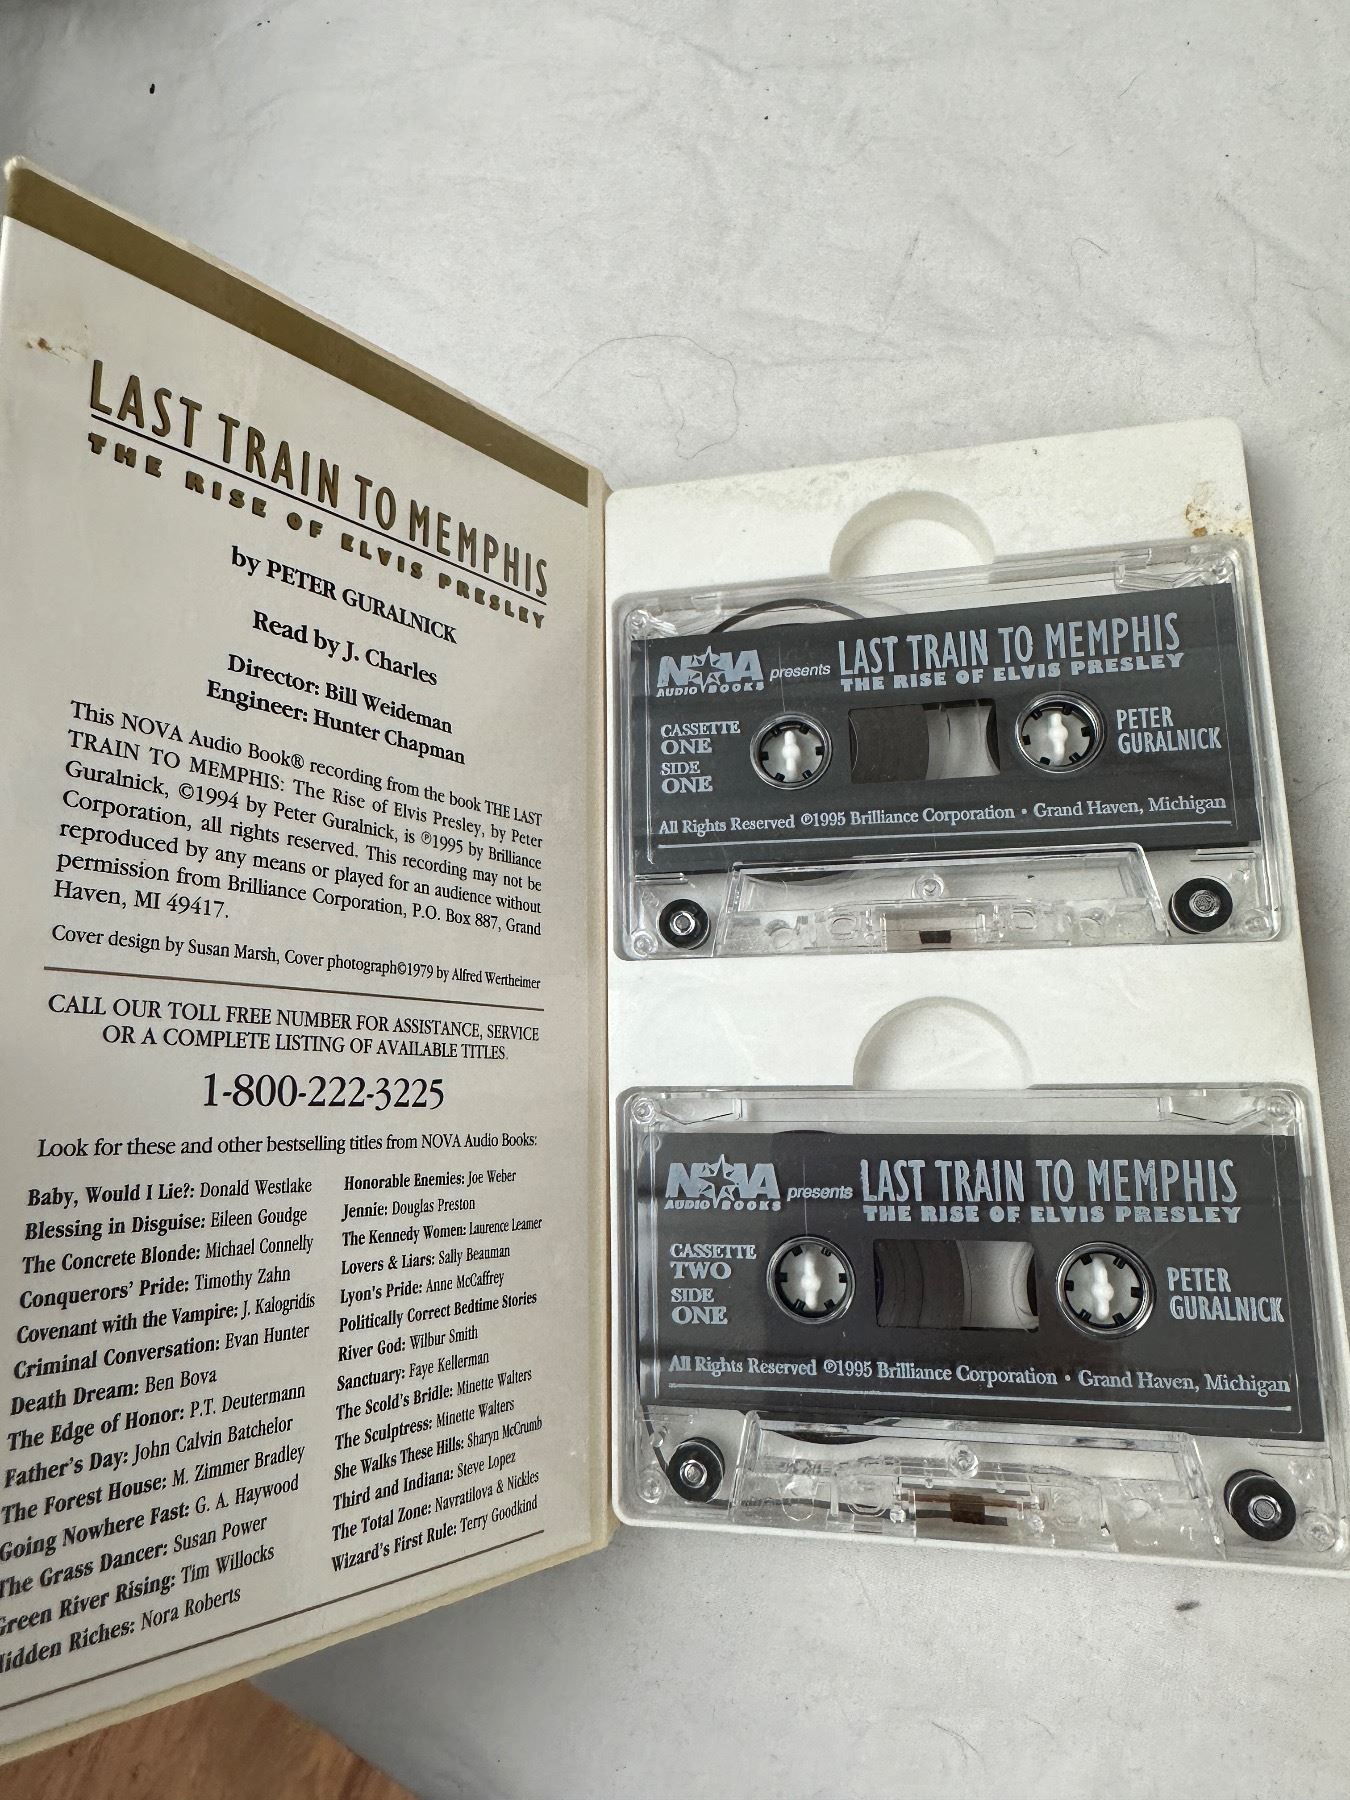 LAST TRAIN TO MEMPHIS
THE RISE OF ELVIS PRESLEY
by PETER GURALNICK
Read by J. Charles
Director: Bill Weideman
Engineer: Hunter Chapman
This NOVA Audio Book® recording from the book THE LAST
TRAIN TO MEMPHIS: The Rise of Elvis Presley, by Peter
Guralnick, ©1994 by Peter Guralnick, is ℗1995 by Brilliance
Corporation, all rights reserved. This recording may not be
reproduced by any means or played for an audience without
permission from Brilliance Corporation, P.O. Box 887, Grand
Haven, MI 49417.
Cover design by Susan Marsh, Cover photograph©1979 by Alfred Wertheimer
CALL OUR TOLL FREE NUMBER FOR ASSISTANCE, SERVICE
OR A COMPLETE LISTING OF AVAILABLE TITLES.
1-800-222-3225
Look for these and other bestselling titles from NOVA Audio Books:
Baby, Would I Lie?: Donald Westlake
Blessing in Disguise: Eileen Goudge
The Concrete Blonde: Michael Connelly
Conquerors' Pride: Timothy Zahn
Covenant with the Vampire: J. Kalogridis
Criminal Conversation: Evan Hunter
Death Dream: Ben Bova
The Edge of Honor: P.T. Deutermann
Father's Day: John Calvin Batchelor
The Forest House: M. Zimmer Bradley
Going Nowhere Fast: G. A. Haywood
The Grass Dancer: Susan Power
Green River Rising: Tim Willocks
Hidden Riches: Nora Roberts
Honorable Enemies: Joe Weber
Jennie: Douglas Preston
The Kennedy Women: Laurence Leamer
Lovers & Liars: Sally Beauman
Lyon's Pride: Anne McCaffrey
Politically Correct Bedtime Stories
River God: Wilbur Smith
Sanctuary: Faye Kellerman
The Scold's Bridle: Minette Walters
The Sculptress: Minette Walters
She Walks These Hills: Sharyn McCrumb
Third and Indiana: Steve Lopez
The Total Zone: Navratilova & Nickles
Wizard's First Rule: Terry Goodkind
NOVA AUDIO BOOKS presents LAST TRAIN TO MEMPHIS
THE RISE OF ELVIS PRESLEY
CASSETTE
ONE
SIDE
ONE
PETER
GURALNICK
All Rights Reserved ℗1995 Brilliance Corporation • Grand Haven, Michigan
NOVA AUDIO BOOKS presents LAST TRAIN TO MEMPHIS
THE RISE OF ELVIS PRESLEY
CASSETTE
TWO
SIDE
ONE
PETER
GURALNICK
All Rights Reserved ℗1995 Brilliance Corporation • Grand Haven, Michigan